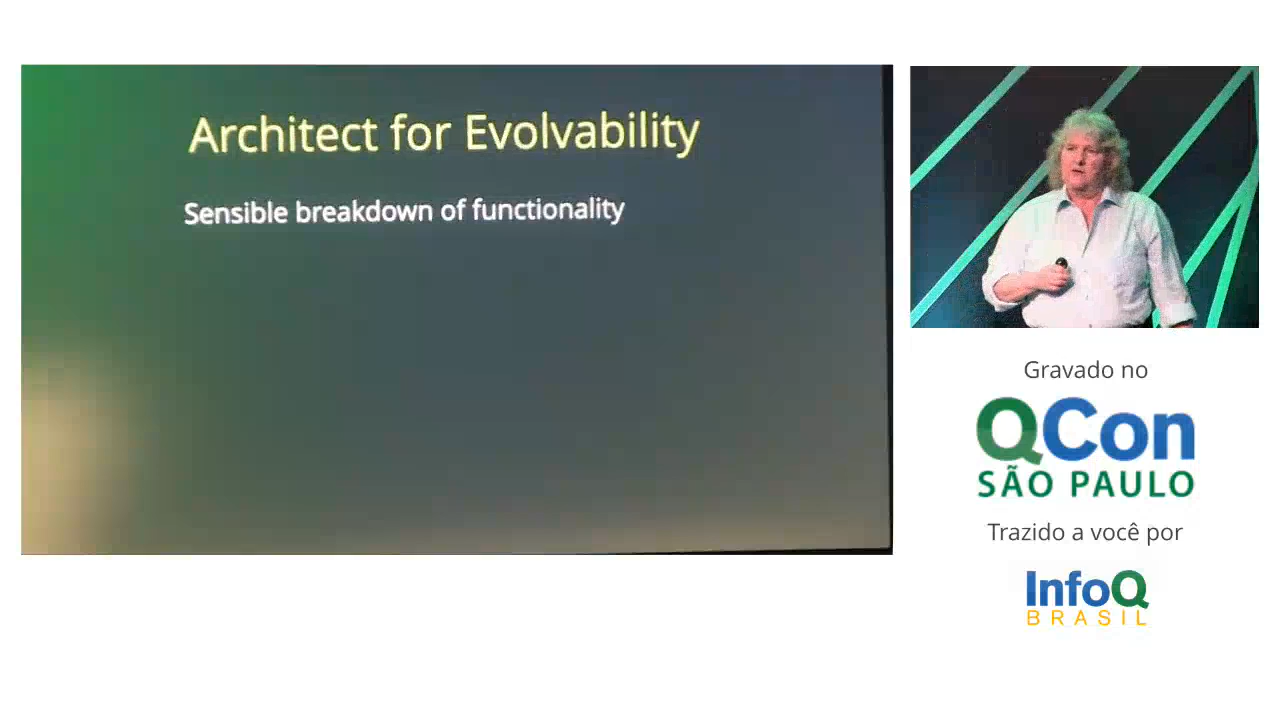 Architect for Evolvability
Sensible breakdown of functionality
Gravado no
QCon
SÃO PAULO
Trazido a você por
InfoQ
BRASIL